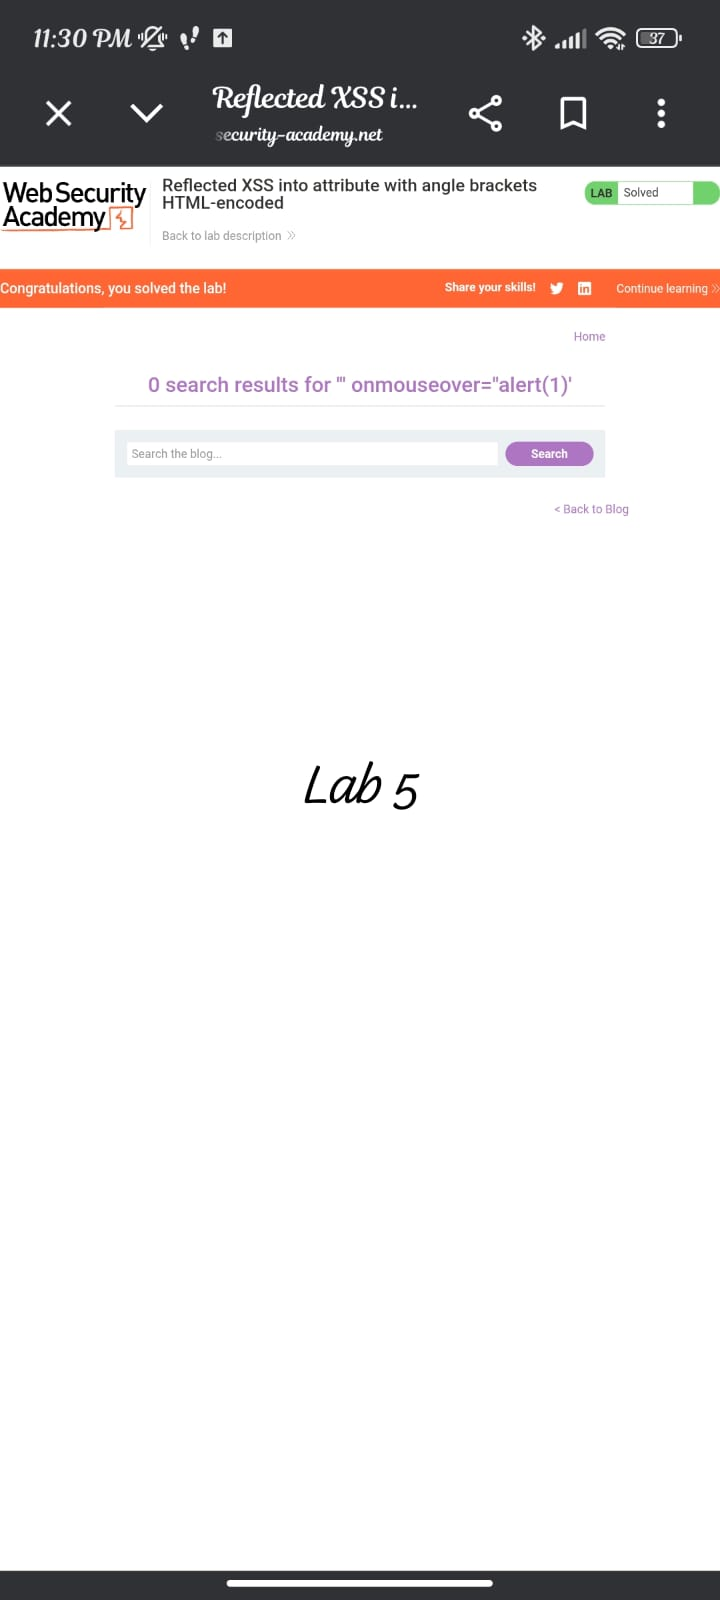 11:30 PM 37
Reflected XSS i...
security-academy.net
Web Security
Academy
Reflected XSS into attribute with angle brackets
HTML-encoded
Back to lab description
LAB Solved
Congratulations, you solved the lab!
Share your skills!
Continue learning
Home
0 search results for '" onmouseover="alert(1)'
Search the blog...
Search
< Back to Blog
Lab 5